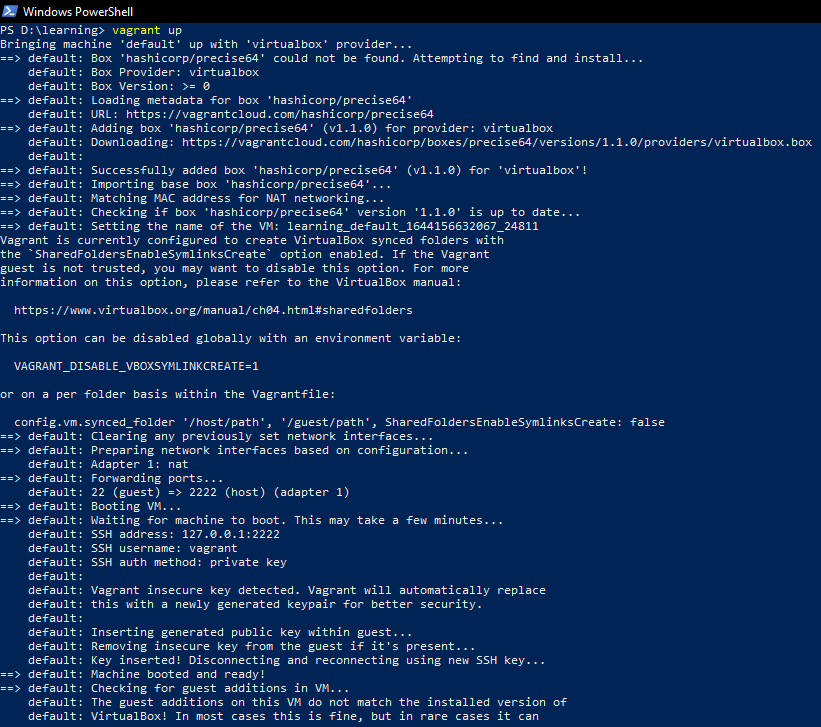 Windows PowerShell
PS D:\learning> vagrant up
Bringing machine 'default' up with 'virtualbox' provider...
==> default: Box 'hashicorp/precise64' could not be found. Attempting to find and install...
    default: Box Provider: virtualbox
    default: Box Version: >= 0
==> default: Loading metadata for box 'hashicorp/precise64'
    default: URL: https://vagrantcloud.com/hashicorp/precise64
==> default: Adding box 'hashicorp/precise64' (v1.1.0) for provider: virtualbox
    default: Downloading: https://vagrantcloud.com/hashicorp/boxes/precise64/versions/1.1.0/providers/virtualbox.box
    default:
==> default: Successfully added box 'hashicorp/precise64' (v1.1.0) for 'virtualbox'!
==> default: Importing base box 'hashicorp/precise64'...
==> default: Matching MAC address for NAT networking...
==> default: Checking if box 'hashicorp/precise64' version '1.1.0' is up to date...
==> default: Setting the name of the VM: learning_default_1644156632067_24811
Vagrant is currently configured to create VirtualBox synced folders with
the `SharedFoldersEnableSymlinksCreate` option enabled. If the Vagrant
guest is not trusted, you may want to disable this option. For more
information on this option, please refer to the VirtualBox manual:

  https://www.virtualbox.org/manual/ch04.html#sharedfolders

This option can be disabled globally with an environment variable:

  VAGRANT_DISABLE_VBOXSYMLINKCREATE=1

or on a per folder basis within the Vagrantfile:

  config.vm.synced_folder '/host/path', '/guest/path', SharedFoldersEnableSymlinksCreate: false
==> default: Clearing any previously set network interfaces...
==> default: Preparing network interfaces based on configuration...
    default: Adapter 1: nat
==> default: Forwarding ports...
    default: 22 (guest) => 2222 (host) (adapter 1)
==> default: Booting VM...
==> default: Waiting for machine to boot. This may take a few minutes...
    default: SSH address: 127.0.0.1:2222
    default: SSH username: vagrant
    default: SSH auth method: private key
    default:
    default: Vagrant insecure key detected. Vagrant will automatically replace
    default: this with a newly generated keypair for better security.
    default:
    default: Inserting generated public key within guest...
    default: Removing insecure key from the guest if it's present...
    default: Key inserted! Disconnecting and reconnecting using new SSH key...
==> default: Machine booted and ready!
==> default: Checking for guest additions in VM...
    default: The guest additions on this VM do not match the installed version of
    default: VirtualBox! In most cases this is fine, but in rare cases it can